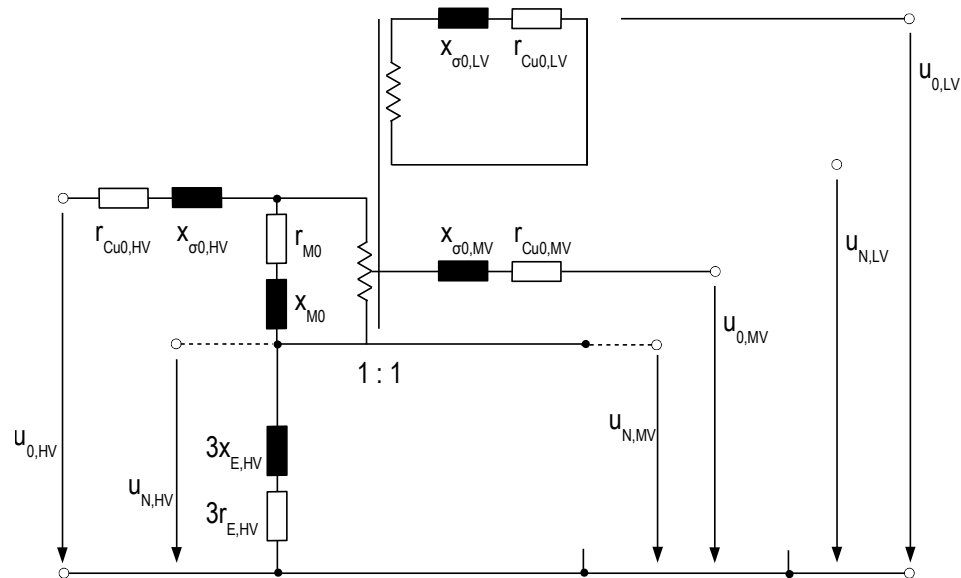 xσ0,LV rCu0,LV
u0,LV
rCu0,HV xσ0,HV rM0 xσ0,MV rCu0,MV
uN,LV
xM0
u0,MV
1 : 1
u0,HV uN,HV 3xE,HV uN,MV
3rE,HV